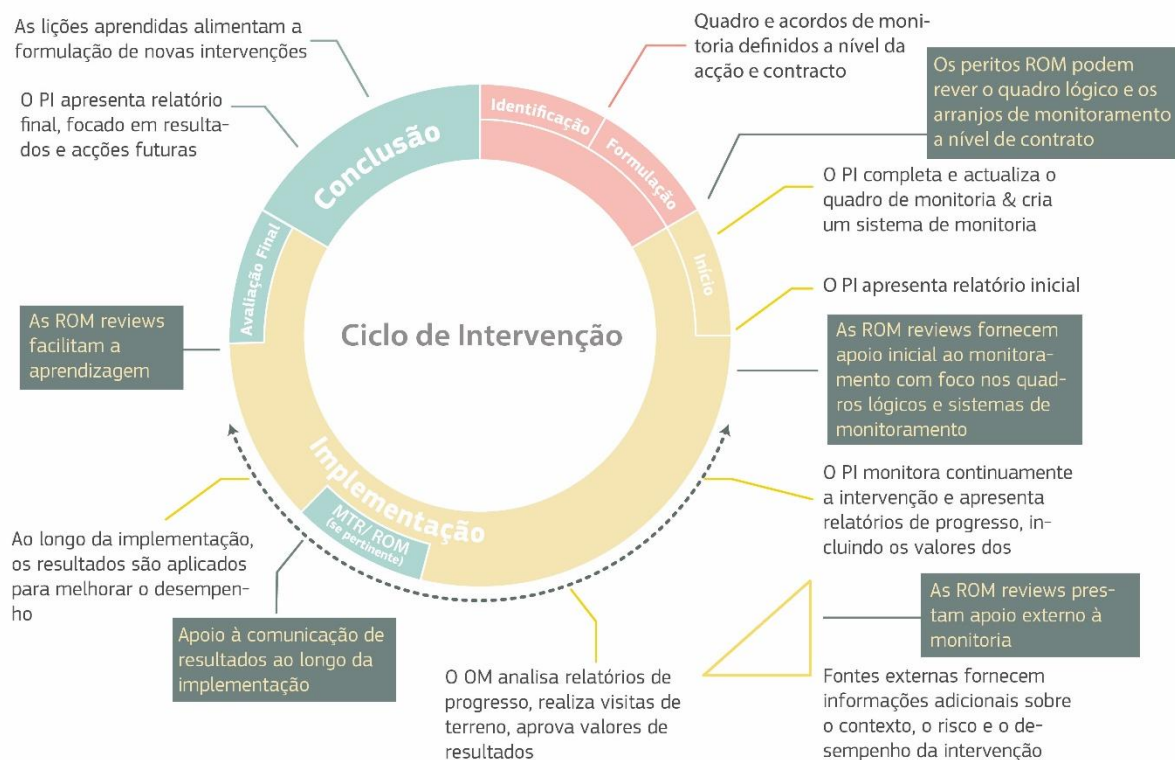 As lições aprendidas alimentam a
formulação de novas intervenções
O PI apresenta relatório
final, focado em resulta-
dos e acções futuras
Quadro e acordos de moni-
toria definidos a nível da
acção e contracto
Os peritos ROM podem
rever o quadro lógico e os
arranjos de monitoramento
a nível de contrato
O PI completa e actualiza o
quadro de monitoria & cria
um sistema de monitoria
O PI apresenta relatório inicial
As ROM reviews fornecem
apoio inicial ao monitora-
mento com foco nos quad-
ros lógicos e sistemas de
monitoramento
O PI monitora continuamente
a intervenção e apresenta
relatórios de progresso, in-
cluindo os valores dos
As ROM reviews pres-
tam apoio externo à
monitoria
Fontes externas fornecem
informações adicionais sobre
o contexto, o risco e o de-
sempenho da intervenção
O OM analisa relatórios de
progresso, realiza visitas de
terreno, aprova valores de
resultados
Apoio à comunicação de
resultados ao longo da
implementação
Ao longo da implementação,
os resultados são aplicados
para melhorar o desempen-
ho
As ROM reviews
facilitam a
aprendizagem
Ciclo de Intervenção
Identificação
Formulação
Início
Implementação
MTR/ ROM
(se pertinente)
Avaliação Final
Conclusão